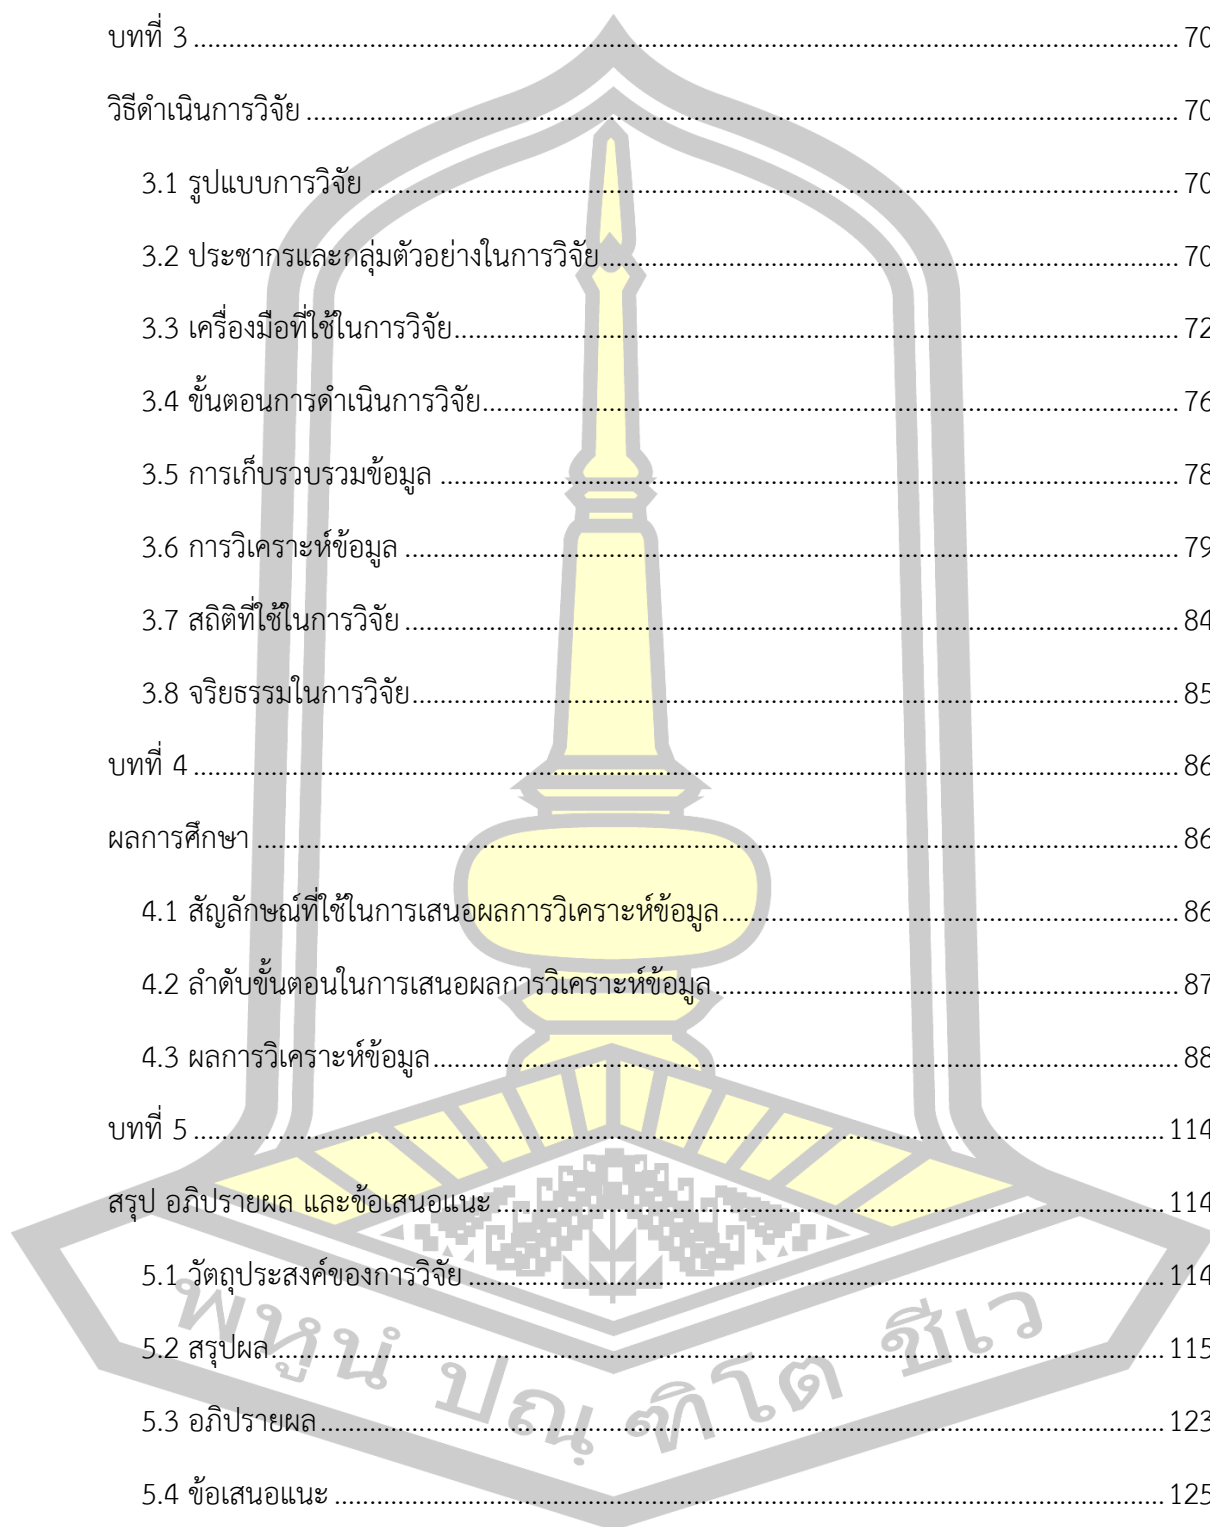 บทที่ 3 ........ 70
วิธีดำเนินการวิจัย ........ 70
3.1 รูปแบบการวิจัย ........ 70
3.2 ประชากรและกลุ่มตัวอย่างในการวิจัย ........ 70
3.3 เครื่องมือที่ใช้ในการวิจัย ........ 72
3.4 ขั้นตอนการดำเนินการวิจัย ........ 76
3.5 การเก็บรวบรวมข้อมูล ........ 78
3.6 การวิเคราะห์ข้อมูล ........ 79
3.7 สถิติที่ใช้ในการวิจัย ........ 84
3.8 จริยธรรมในการวิจัย ........ 85
บทที่ 4 ........ 86
ผลการศึกษา ........ 86
4.1 สัญลักษณ์ที่ใช้ในการเสนอผลการวิเคราะห์ข้อมูล ........ 86
4.2 ลำดับขั้นตอนในการเสนอผลการวิเคราะห์ข้อมูล ........ 87
4.3 ผลการวิเคราะห์ข้อมูล ........ 88
บทที่ 5 ........ 114
สรุป อภิปรายผล และข้อเสนอแนะ ........ 114
5.1 วัตถุประสงค์ของการวิจัย ........ 114
5.2 สรุปผล ........ 115
5.3 อภิปรายผล ........ 123
5.4 ข้อเสนอแนะ ........ 125
พหูนํ ปณฺฑิโต ชีเว